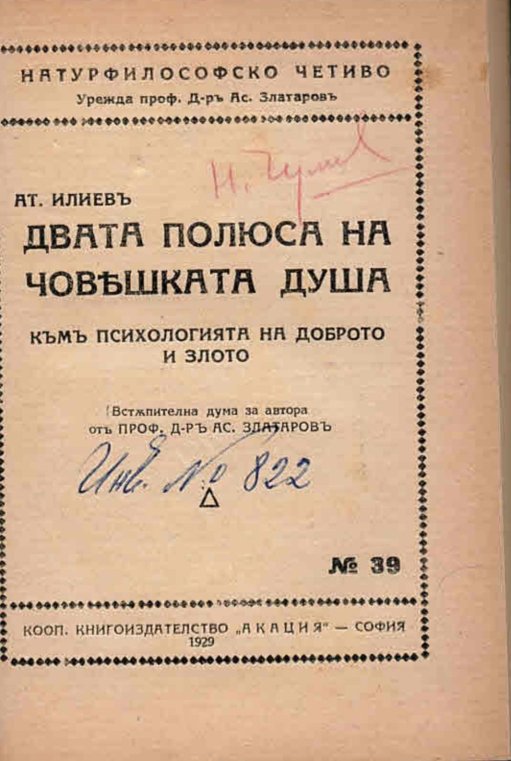 НАТУРФИЛОСОФСКО ЧЕТИВО
Урежда проф. Д-ръ Ас. Златаровъ
АТ. ИЛИЕВЪ
ДВАТА ПОЛЮСА НА
ЧОВѢШКАТА ДУША
КЪМЪ ПСИХОЛОГИЯТА НА ДОБРОТО
И ЗЛОТО
Встѫпителна дума за автора
отъ ПРОФ. Д-РЪ АС. ЗЛАТАРОВЪ
Инв. № 822
№ 39
КООП. КНИГОИЗДАТЕЛСТВО „АКАЦИЯ“ — СОФИЯ
1929